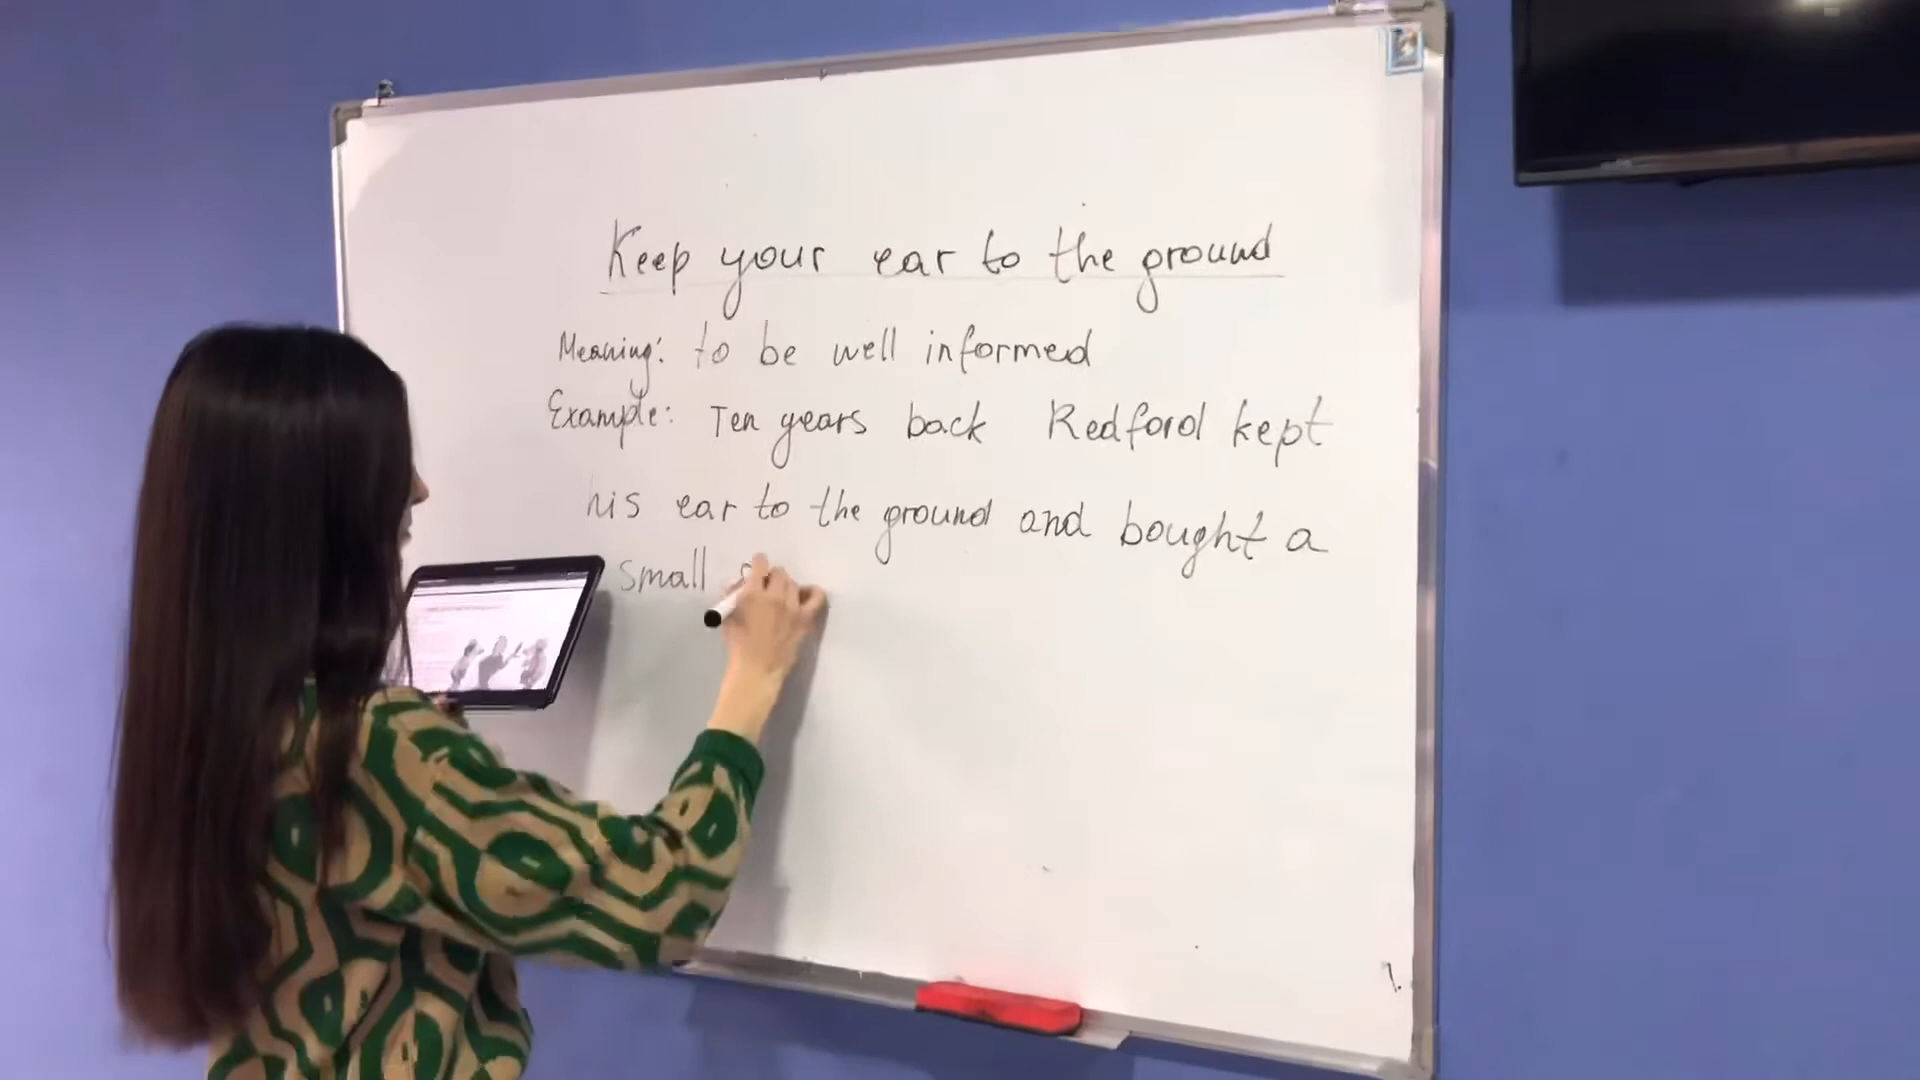 Keep your ear to the ground
Meaning: to be well informed
Example: Ten years back Redford kept
his ear to the ground and bought a
small